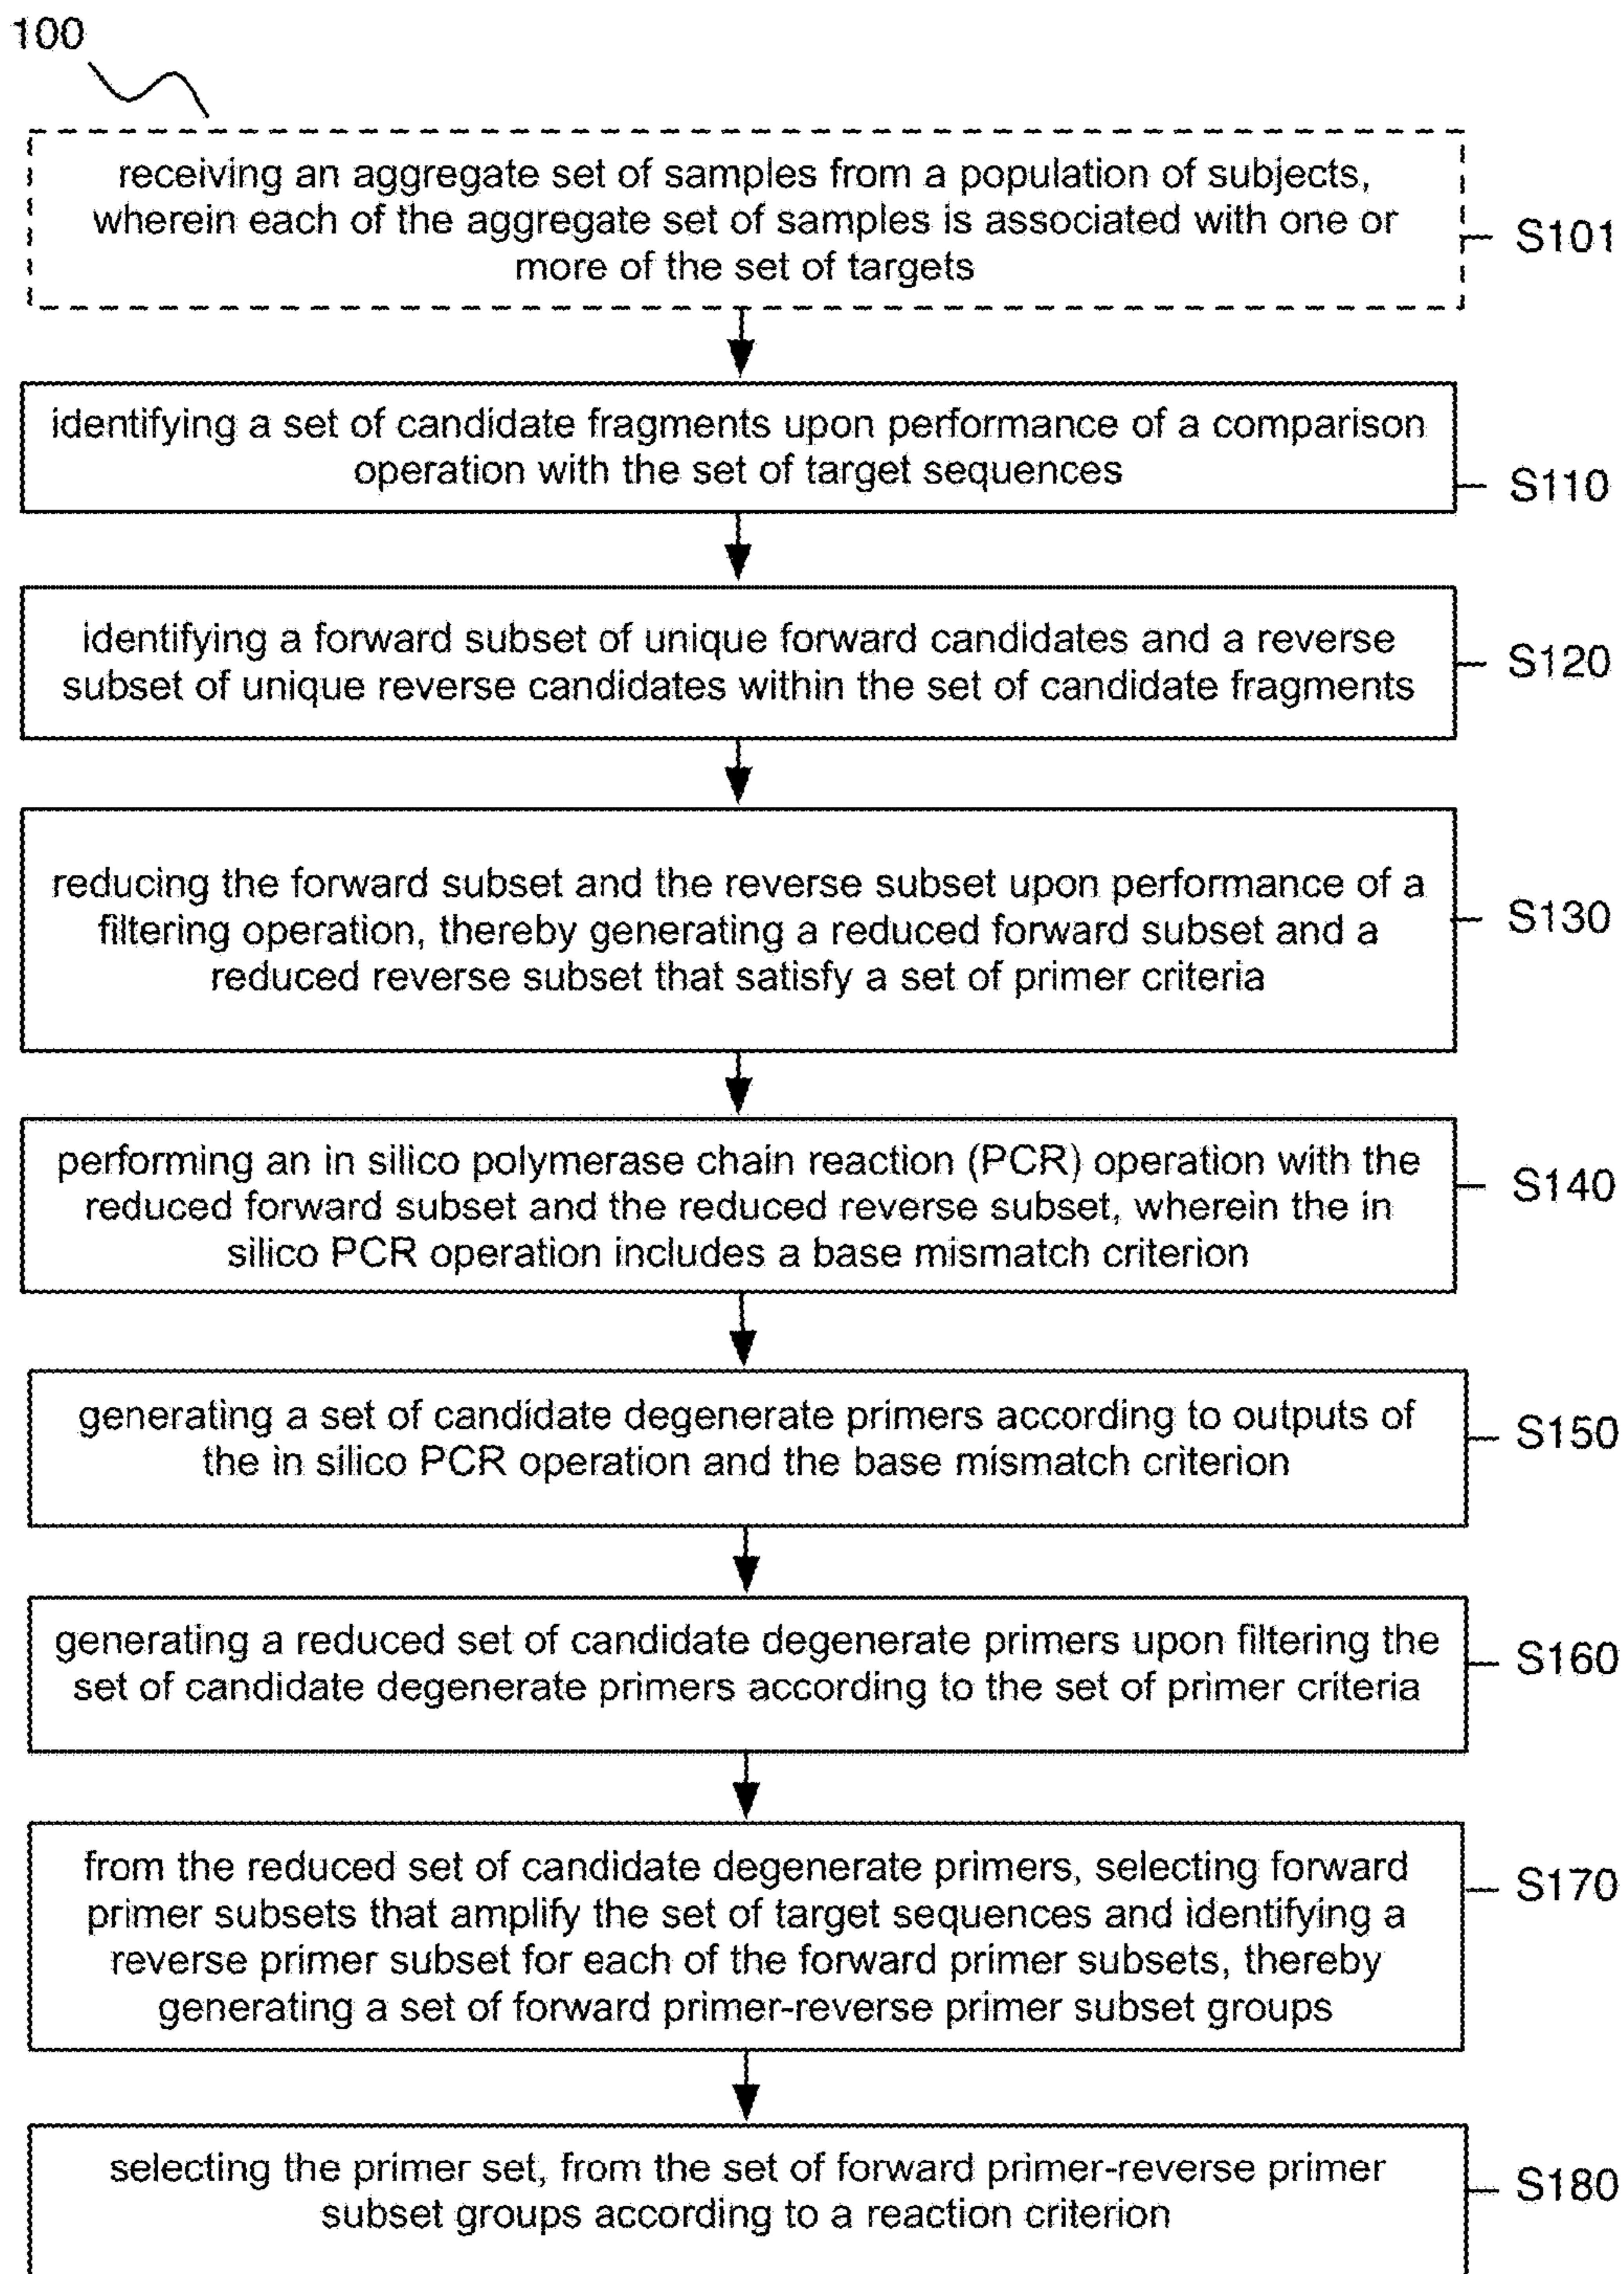 100
receiving an aggregate set of samples from a population of subjects,
wherein each of the aggregate set of samples is associated with one or
more of the set of targets
S101
identifying a set of candidate fragments upon performance of a comparison
operation with the set of target sequences
S110
identifying a forward subset of unique forward candidates and a reverse
subset of unique reverse candidates within the set of candidate fragments
S120
reducing the forward subset and the reverse subset upon performance of a
filtering operation, thereby generating a reduced forward subset and a
reduced reverse subset that satisfy a set of primer criteria
S130
performing an in silico polymerase chain reaction (PCR) operation with the
reduced forward subset and the reduced reverse subset, wherein the in
silico PCR operation includes a base mismatch criterion
S140
generating a set of candidate degenerate primers according to outputs of
the in silico PCR operation and the base mismatch criterion
S150
generating a reduced set of candidate degenerate primers upon filtering the
set of candidate degenerate primers according to the set of primer criteria
S160
from the reduced set of candidate degenerate primers, selecting forward
primer subsets that amplify the set of target sequences and identifying a
reverse primer subset for each of the forward primer subsets, thereby
generating a set of forward primer-reverse primer subset groups
S170
selecting the primer set, from the set of forward primer-reverse primer
subset groups according to a reaction criterion
S180